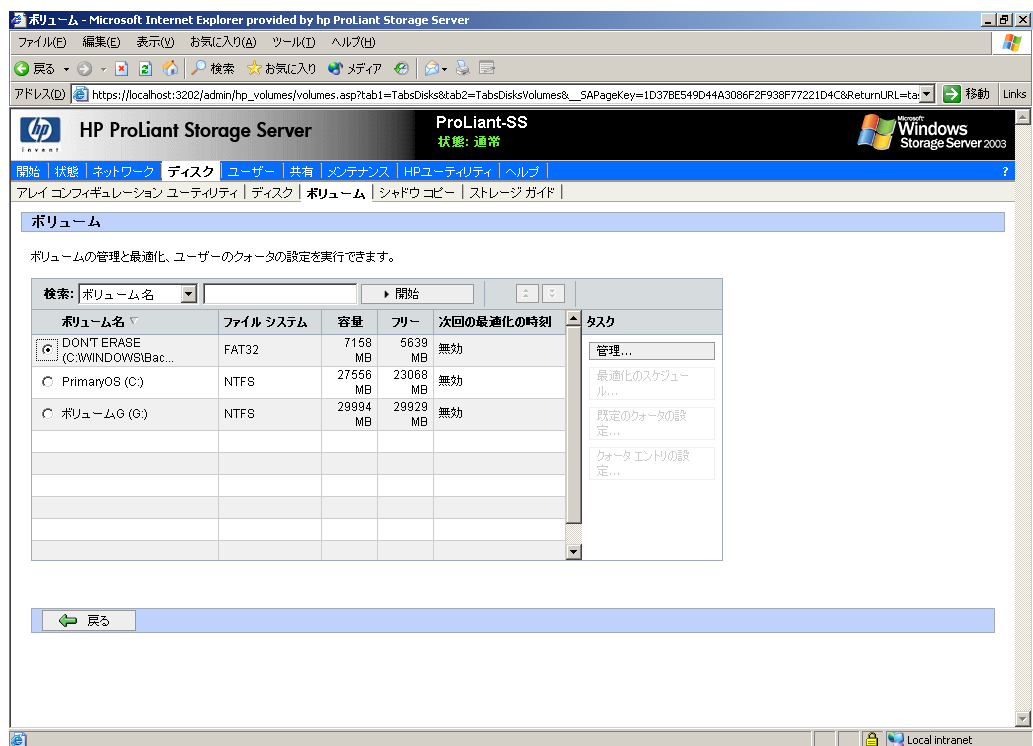 ボリューム - Microsoft Internet Explorer provided by hp ProLiant Storage Server
ファイル(F) 編集(E) 表示(V) お気に入り(A) ツール(T) ヘルプ(H)
戻る 検索 お気に入り メディア
アドレス(D) https://localhost:3202/admin/hp_volumes/volumes.asp?tab1=TabsDisks&tab2=TabsDisksVolumes&__SAPageKey=1D37BE549D44A3086F2F938F77221D4C&ReturnURL=ta: 移動 Links
hp HP ProLiant Storage Server ProLiant-SS Microsoft Windows
invent 状態: 通常 Storage Server 2003
開始 状態 ネットワーク ディスク ユーザー 共有 メンテナンス HPユーティリティ ヘルプ ?
アレイ コンフィギュレーション ユーティリティ ディスク ボリューム シャドウ コピー ストレージ ガイド
ボリューム
ボリュームの管理と最適化、ユーザーのクォータの設定を実行できます。
検索: ボリューム名 開始
ボリューム名 ファイル システム 容量 フリー 次回の最適化の時刻 タスク
DON'T ERASE (C:\WINDOWS\Bac... FAT32 7158 MB 5639 MB 無効
PrimaryOS (C:) NTFS 27556 MB 23068 MB 無効
ボリュームG (G:) NTFS 29994 MB 29929 MB 無効
管理...
最適化のスケジュー
ル...
既定のクォータの設
定...
クォータ エントリの設
定...
戻る
Local intranet